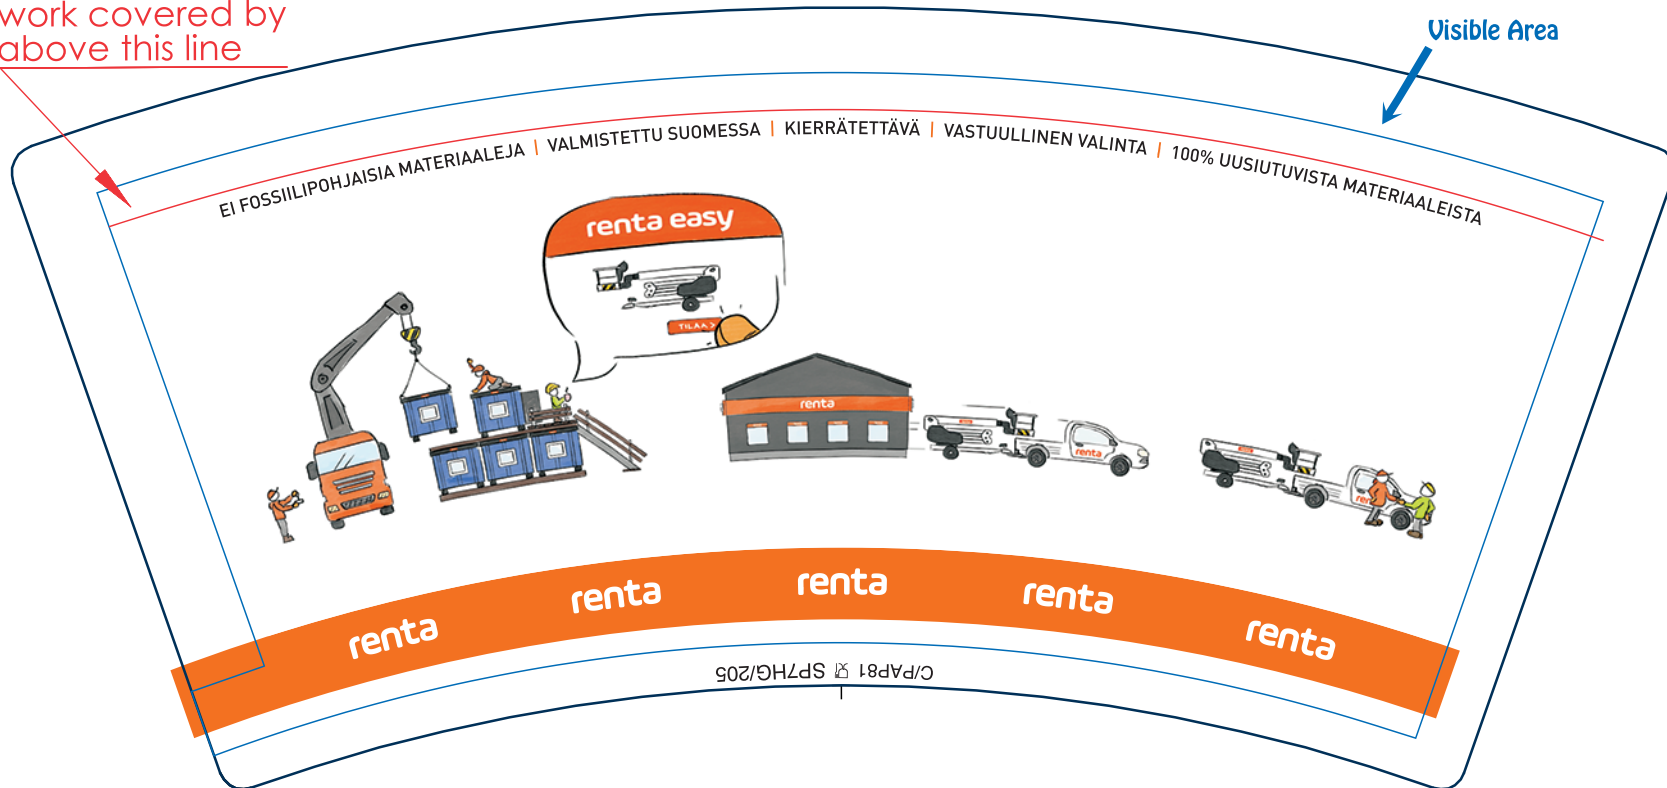 work covered by
above this line
Visible Area
EI FOSSIILIPOHJAISIA MATERIAALEJA | VALMISTETTU SUOMESSA | KIERRÄTETTÄVÄ | VASTUULLINEN VALINTA | 100% UUSIUTUVISTA MATERIAALEISTA
renta easy
TILAA >
renta
renta
renta
renta
renta
renta
renta
C/PAP81 SP7HG/205